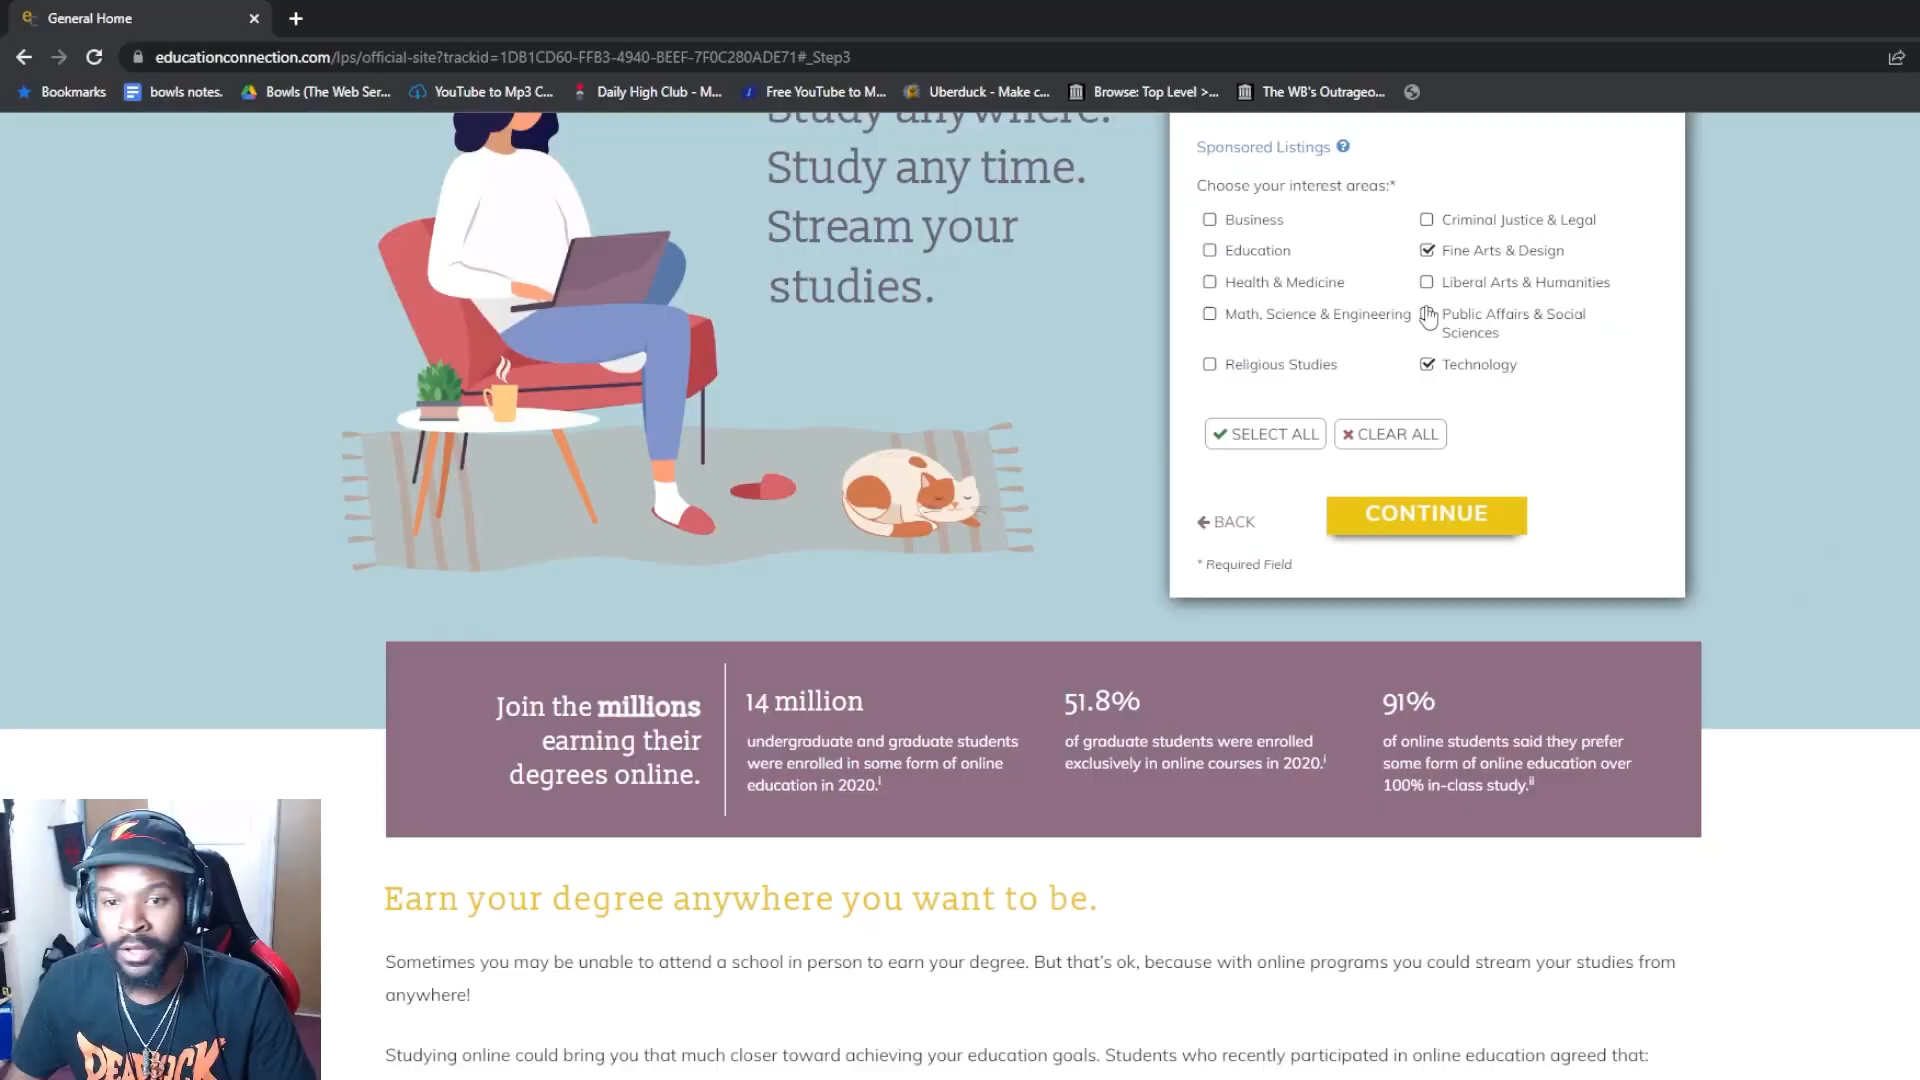 General Home
educationconnection.com/lps/official-site?trackid=1DB1CD60-FFB3-4940-BEEF-7F0C280ADE71#_Step3
Bookmarks
bowls notes.
Bowls (The Web Ser...
YouTube to Mp3 C...
Daily High Club - M...
Free YouTube to M...
Uberduck - Make c...
Browse: Top Level >...
The WB's Outrageo...
Study anywhere.
Study any time.
Stream your
studies.
Sponsored Listings
Choose your interest areas:*
Business
Criminal Justice & Legal
Education
Fine Arts & Design
Health & Medicine
Liberal Arts & Humanities
Math, Science & Engineering
Public Affairs & Social
Sciences
Religious Studies
Technology
SELECT ALL
CLEAR ALL
BACK
CONTINUE
* Required Field
Join the millions
earning their
degrees online.
14 million
undergraduate and graduate students
were enrolled in some form of online
education in 2020.i
51.8%
of graduate students were enrolled
exclusively in online courses in 2020.i
91%
of online students said they prefer
some form of online education over
100% in-class study.ii
Earn your degree anywhere you want to be.
Sometimes you may be unable to attend a school in person to earn your degree. But that's ok, because with online programs you could stream your studies from
anywhere!
Studying online could bring you that much closer toward achieving your education goals. Students who recently participated in online education agreed that: